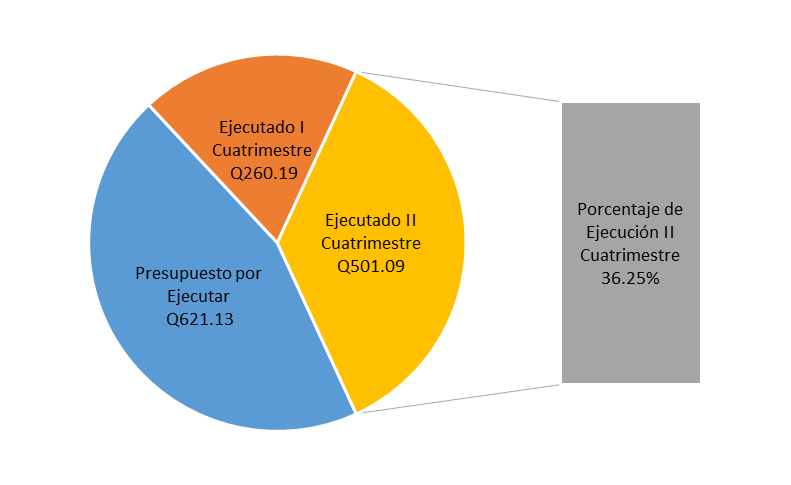 Ejecutado I
Cuatrimestre
Q260.19
Ejecutado II
Cuatrimestre
Q501.09
Presupuesto por
Ejecutar
Q621.13
Porcentaje de
Ejecución II
Cuatrimestre
36.25%